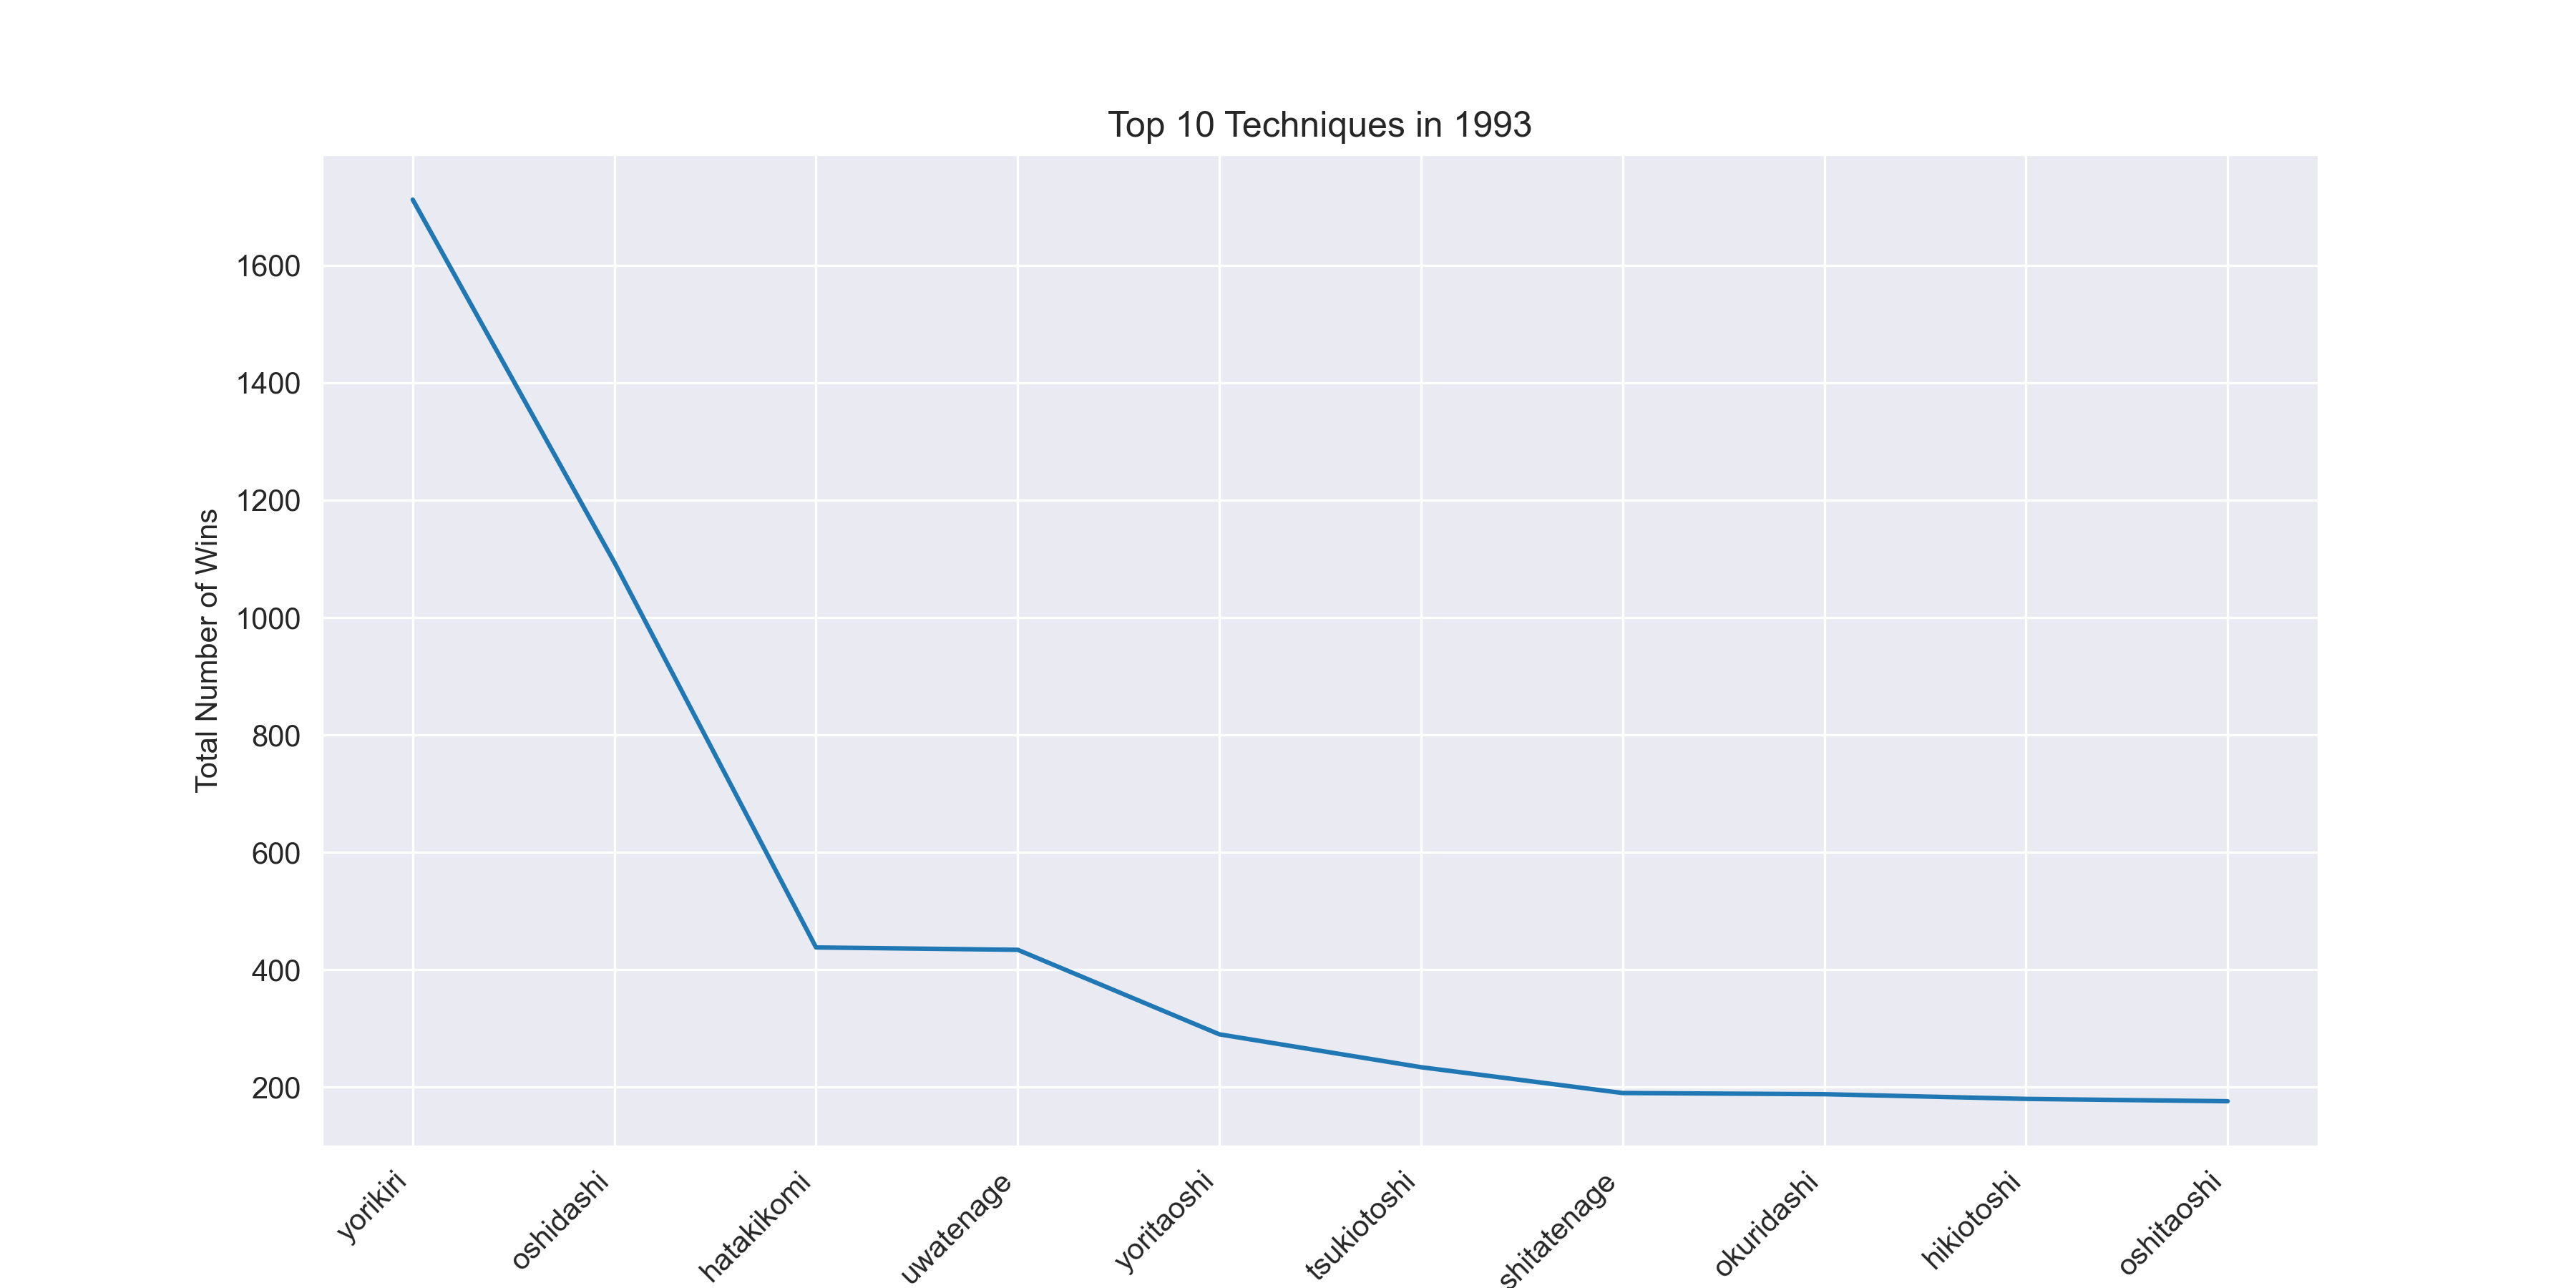 Top 10 Techniques in 1993
Total Number of Wins
1600
1400
1200
1000
800
600
400
200
yorikiri
oshidashi
hatakikomi
uwatenage
yoritaoshi
tsukiotoshi
shitatenage
okuridashi
hikiotoshi
oshitaoshi